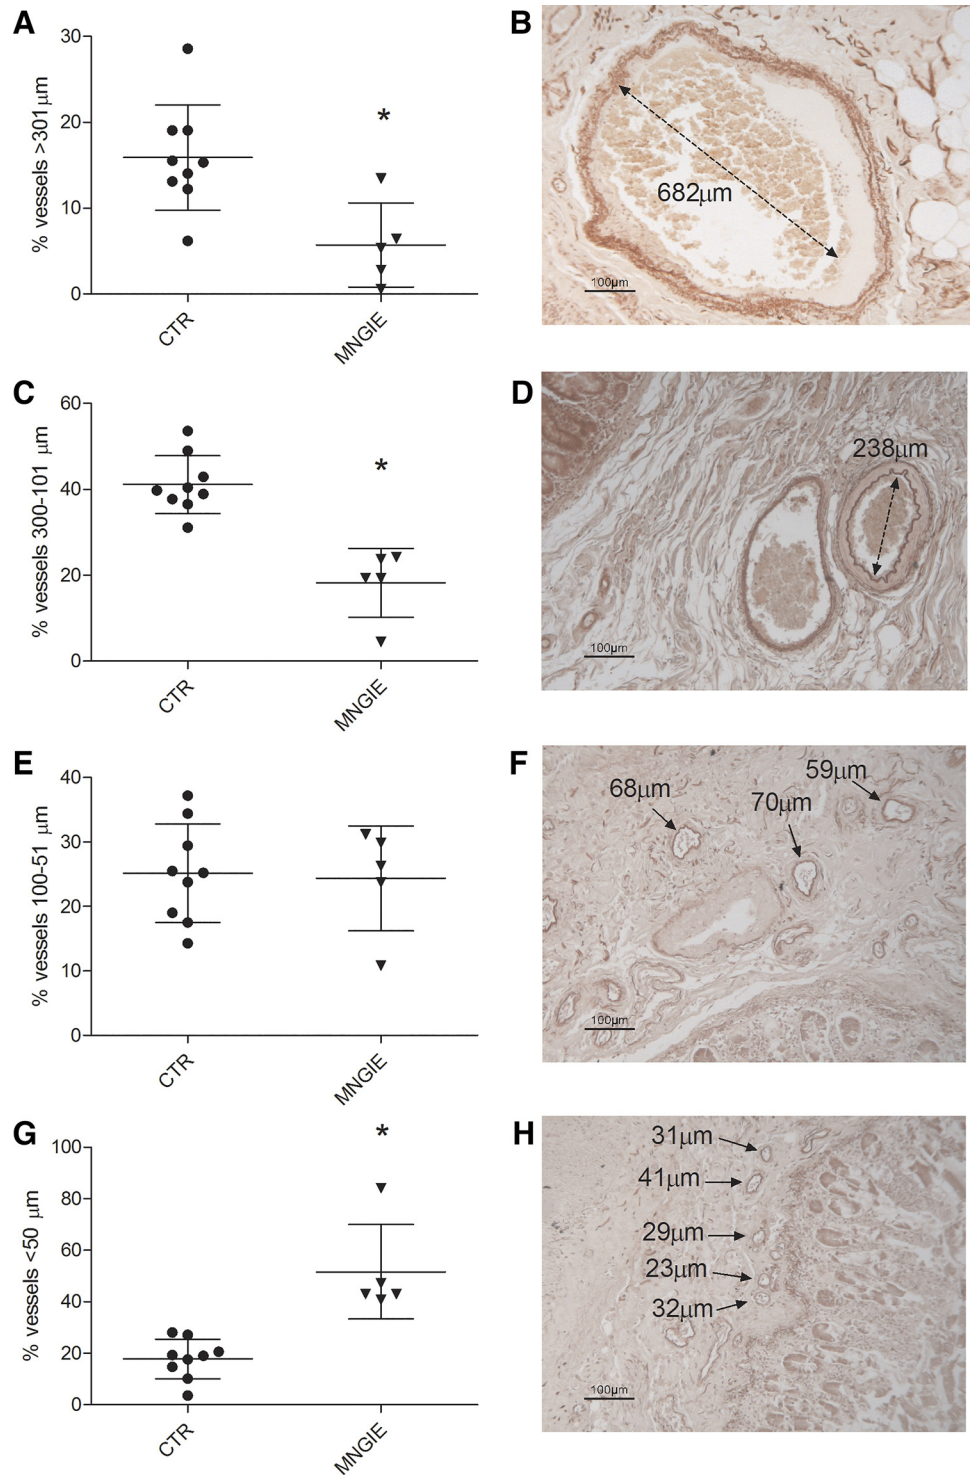 A
% vessels >301µm
30
20
10
0
*
CTR
MNGIE
B
682µm
100µm
C
% vessels 300-101 µm
60
40
20
0
*
CTR
MNGIE
D
238µm
100µm
E
% vessels 100-51 µm
40
30
20
10
0
CTR
MNGIE
F
59µm
68µm
70µm
100µm
G
% vessels <50 µm
100
80
60
40
20
0
*
CTR
MNGIE
H
31µm
41µm
29µm
23µm
32µm
100µm